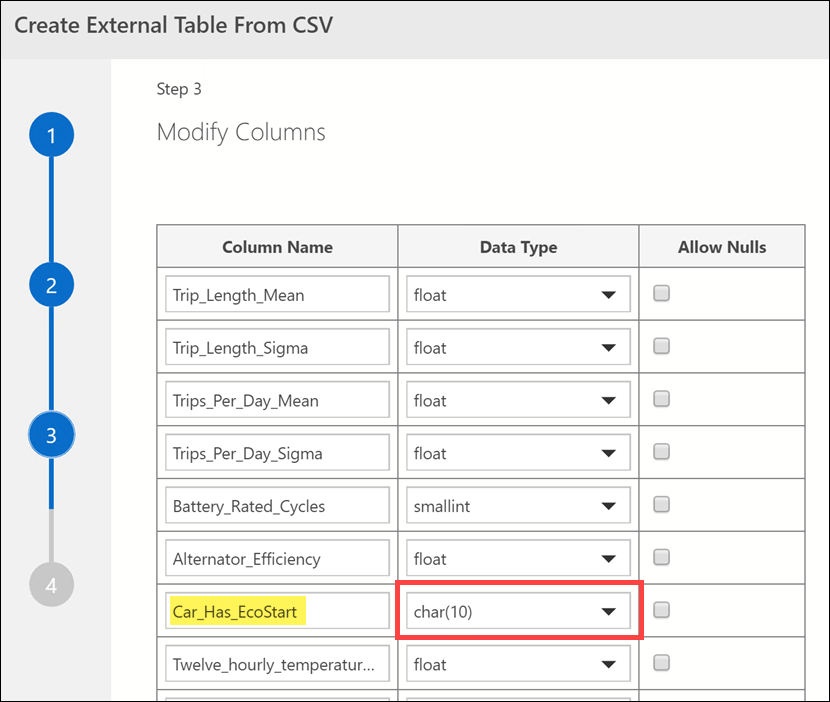 Create External Table From CSV
Step 3
Modify Columns
1
2
3
4
Column Name Data Type Allow Nulls
Trip_Length_Mean float
Trip_Length_Sigma float
Trips_Per_Day_Mean float
Trips_Per_Day_Sigma float
Battery_Rated_Cycles smallint
Alternator_Efficiency float
Car_Has_EcoStart char(10)
Twelve_hourly_temperatur... float